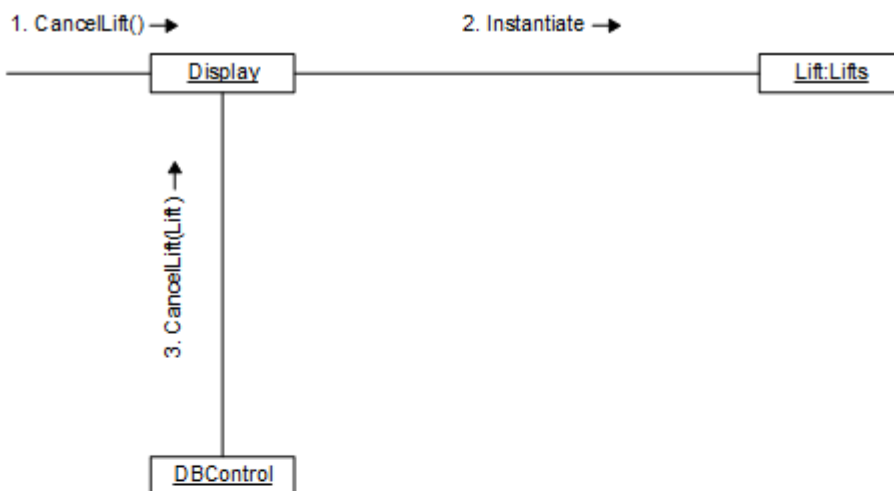 1. CancelLift()
2. Instantiate
Display
Lift:Lifts
3. CancelLift(Lift)
DBControl